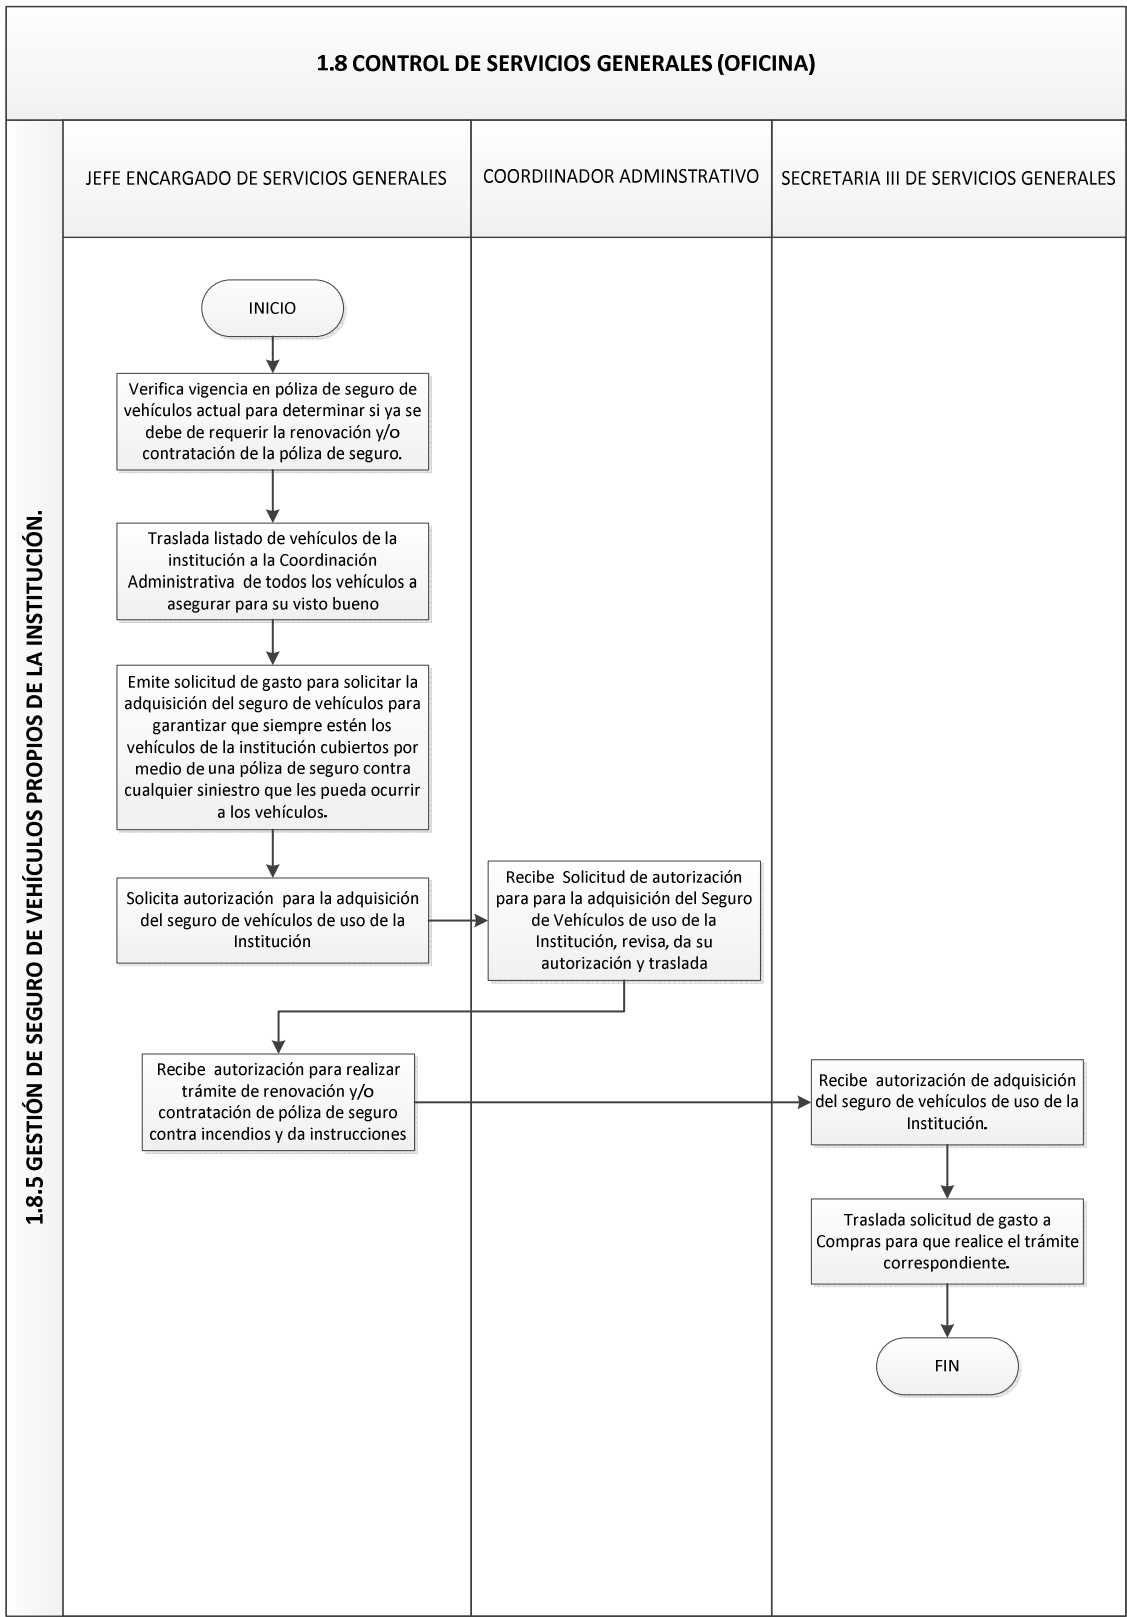 1.8 CONTROL DE SERVICIOS GENERALES (OFICINA)
1.8.5 GESTIÓN DE SEGURO DE VEHÍCULOS PROPIOS DE LA INSTITUCIÓN.
JEFE ENCARGADO DE SERVICIOS GENERALES
COORDIINADOR ADMINSTRATIVO
SECRETARIA III DE SERVICIOS GENERALES
INICIO
Verifica vigencia en póliza de seguro de
vehículos actual para determinar si ya se
debe de requerir la renovación y/o
contratación de la póliza de seguro.
Traslada listado de vehículos de la
institución a la Coordinación
Administrativa de todos los vehículos a
asegurar para su visto bueno
Emite solicitud de gasto para solicitar la
adquisición del seguro de vehículos para
garantizar que siempre estén los
vehículos de la institución cubiertos por
medio de una póliza de seguro contra
cualquier siniestro que les pueda ocurrir
a los vehículos.
Solicita autorización para la adquisición
del seguro de vehículos de uso de la
Institución
Recibe Solicitud de autorización
para para la adquisición del Seguro
de Vehículos de uso de la
Institución, revisa, da su
autorización y traslada
Recibe autorización para realizar
trámite de renovación y/o
contratación de póliza de seguro
contra incendios y da instrucciones
Recibe autorización de adquisición
del seguro de vehículos de uso de la
Institución.
Traslada solicitud de gasto a
Compras para que realice el trámite
correspondiente.
FIN